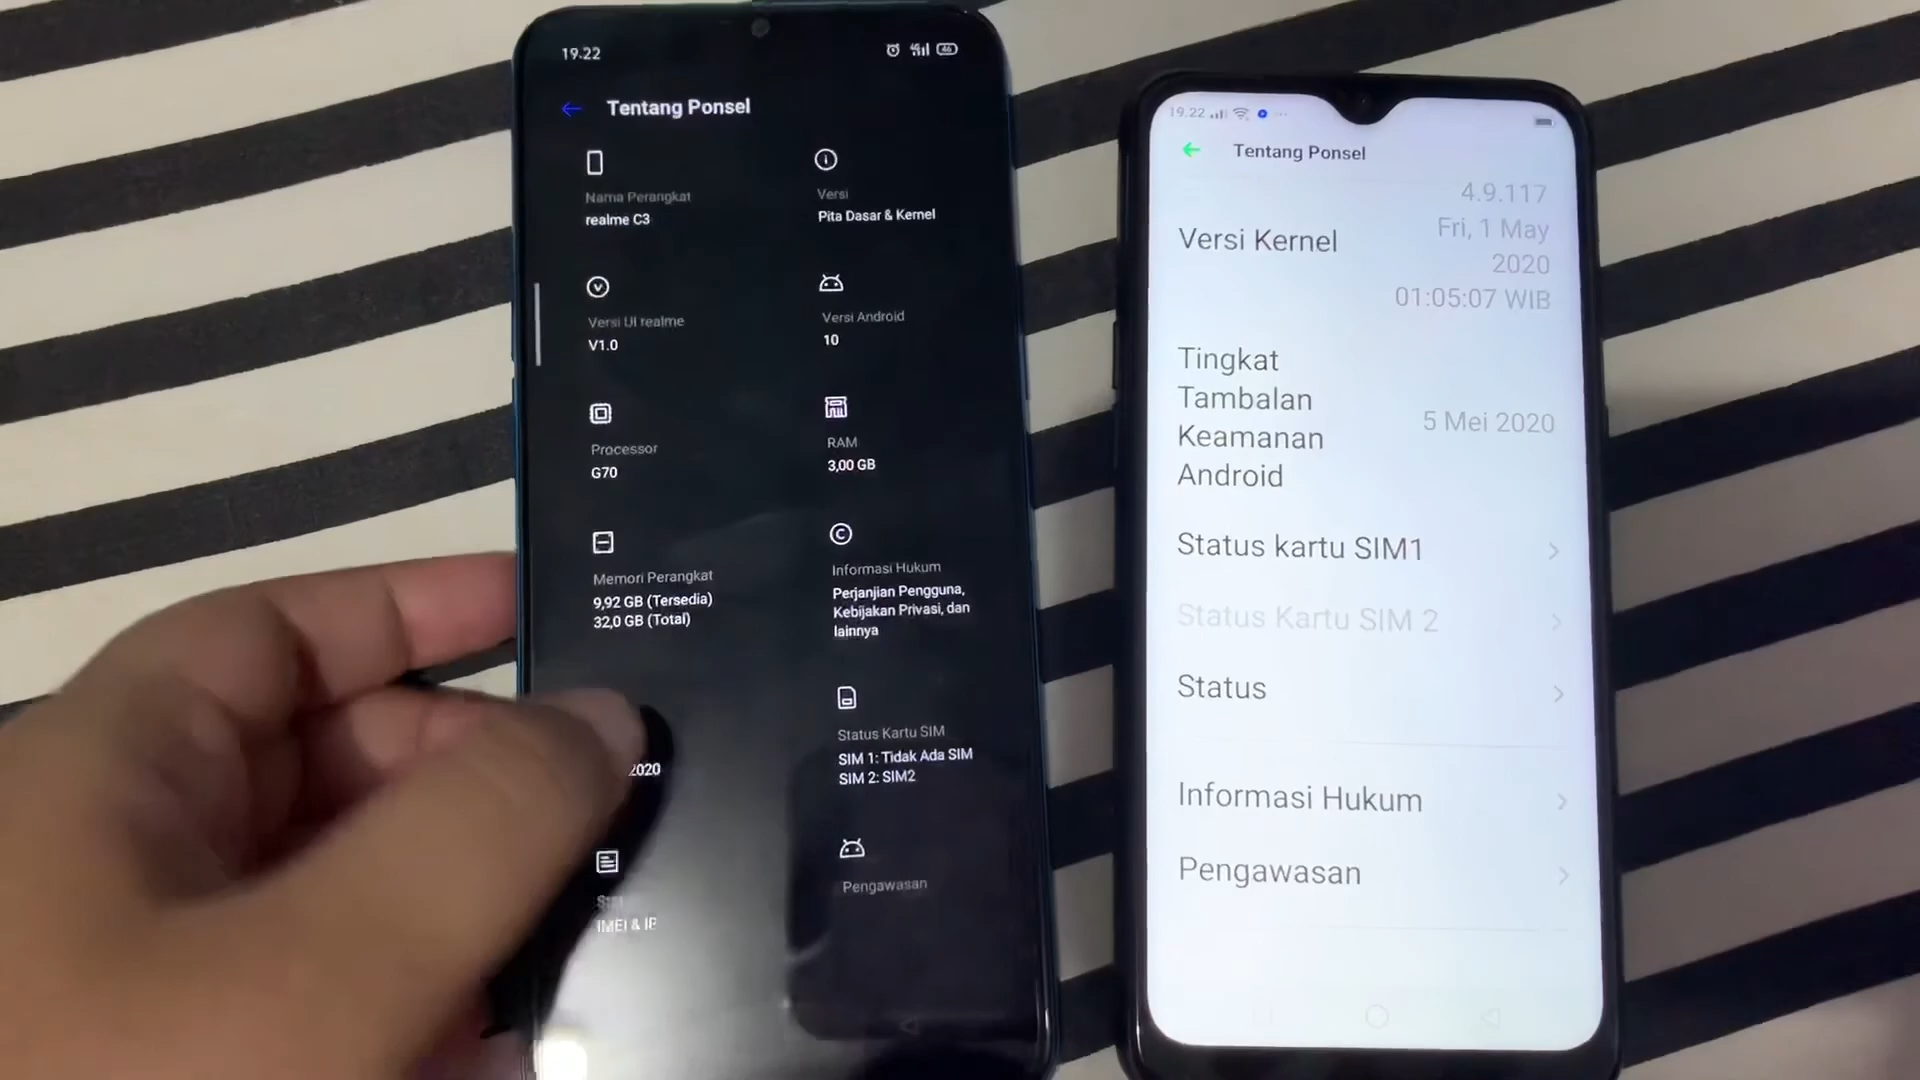 19.22
46
Tentang Ponsel
Nama Perangkat
realme C3
Versi
Pita Dasar & Kernel
Versi UI realme
V1.0
Versi Android
10
Processor
G70
RAM
3,00 GB
Memori Perangkat
9,92 GB (Tersedia)
32,0 GB (Total)
Informasi Hukum
Perjanjian Pengguna,
Kebijakan Privasi, dan
lainnya
2020
Status Kartu SIM
SIM 1: Tidak Ada SIM
SIM 2: SIM2
IMEI & IP
Pengawasan
19.22
Tentang Ponsel
Versi Kernel
4.9.117
Fri, 1 May
2020
01:05:07 WIB
Tingkat
Tambalan
Keamanan
Android
5 Mei 2020
Status kartu SIM1
Status Kartu SIM 2
Status
Informasi Hukum
Pengawasan